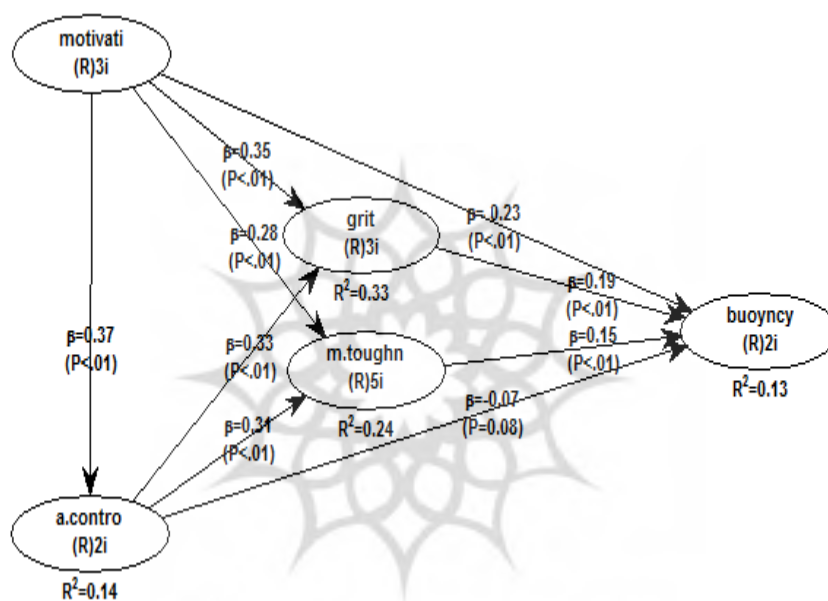 motivati
(R)3i
β=0.35
(P<.01)
grit
(R)3i
R²=0.33
β= 0.23
(P<.01)
β=0.28
(P<.01)
β=0.19
(P<.01)
buoyncy
(R)2i
R²=0.13
β=0.37
(P<.01)
β=0.33
(P<.01)
m.toughn
(R)5i
R²=0.24
β=0.15
(P<.01)
β=-0.07
(P=0.08)
β=0.31
(P<.01)
a.contro
(R)2i
R²=0.14